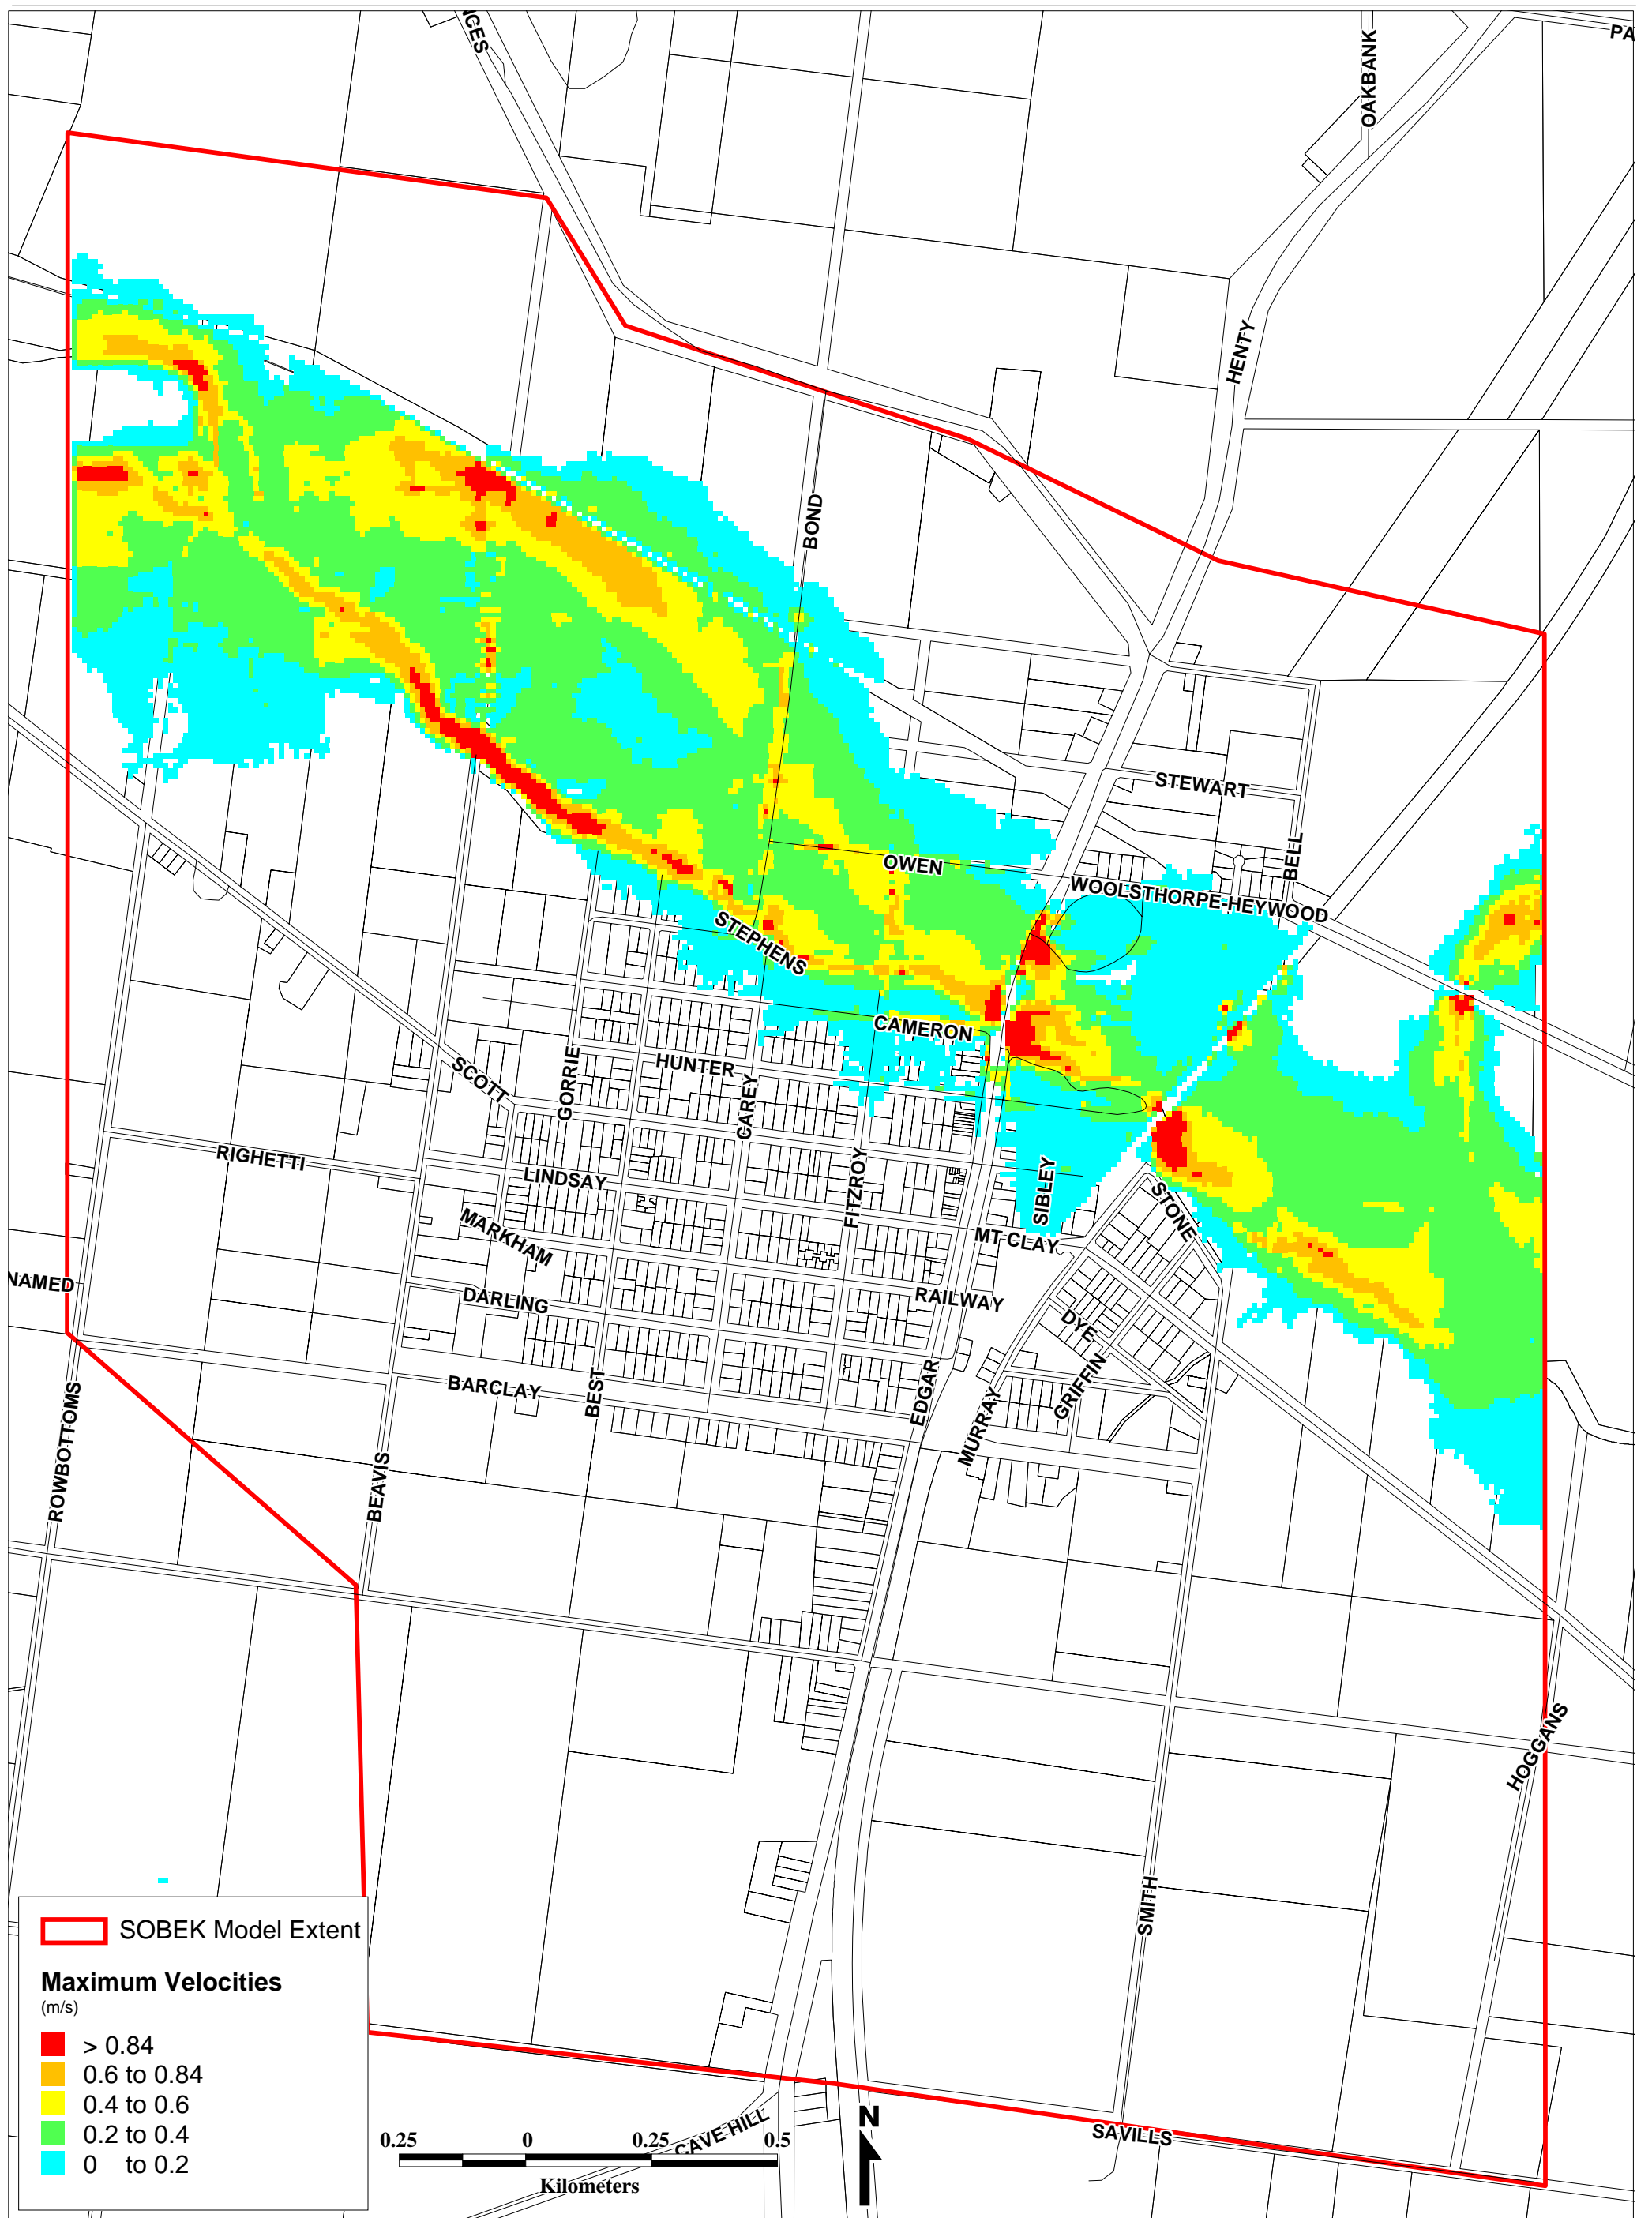 NGES
PA
OAKBANK
HENTY
BOND
STEWART
BELL
OWEN
WOOLSTHORPE-HEYWOOD
STEPHENS
CAMERON
HUNTER
SCOTT
GORRIE
CAREY
RIGHETTI
LINDSAY
FITZROY
SIBLEY
STONE
MARKHAM
MT CLAY
NAMED
DARLING
RAILWAY
DYE
BARCLAY
BEST
EDGAR
GRIFFIN
MURRAY
ROWBOTTOMS
BEAVIS
HOGGANS
SMITH
SOBEK Model Extent
Maximum Velocities
(m/s)
> 0.84
0.6 to 0.84
0.4 to 0.6
0.2 to 0.4
0 to 0.2
0.25 0 0.25 0.5
Kilometers
CAVE HILL
N
SAVILLS